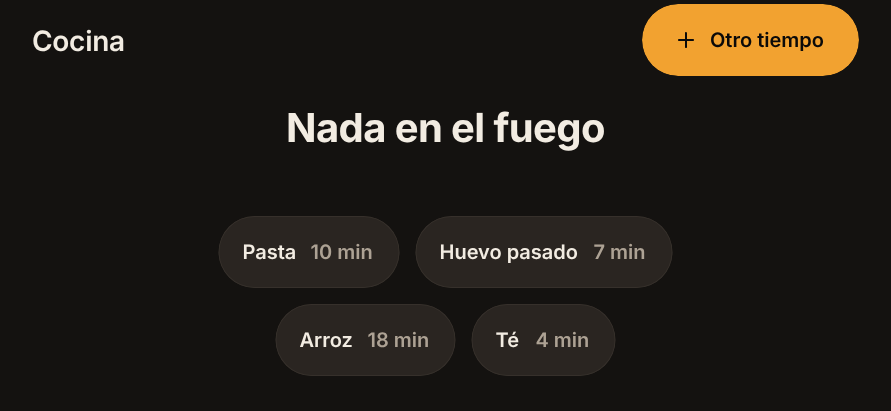 Cocina
+ Otro tiempo
Nada en el fuego
Pasta 10 min
Huevo pasado 7 min
Arroz 18 min
Té 4 min